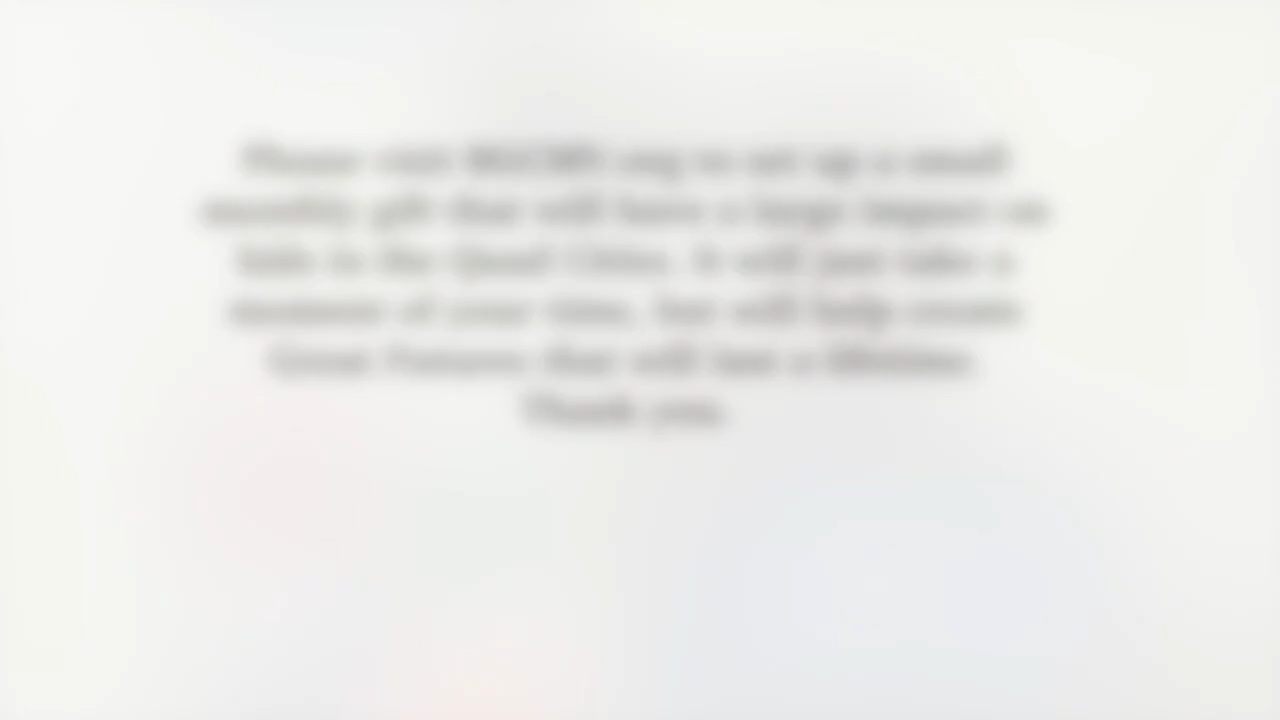 Please visit to set up a small
monthly gift that will have a large impact on
kids in the Quad Cities. It will just take a
moment of your time, but will help create
Great Futures that will last a lifetime.
Thank you.